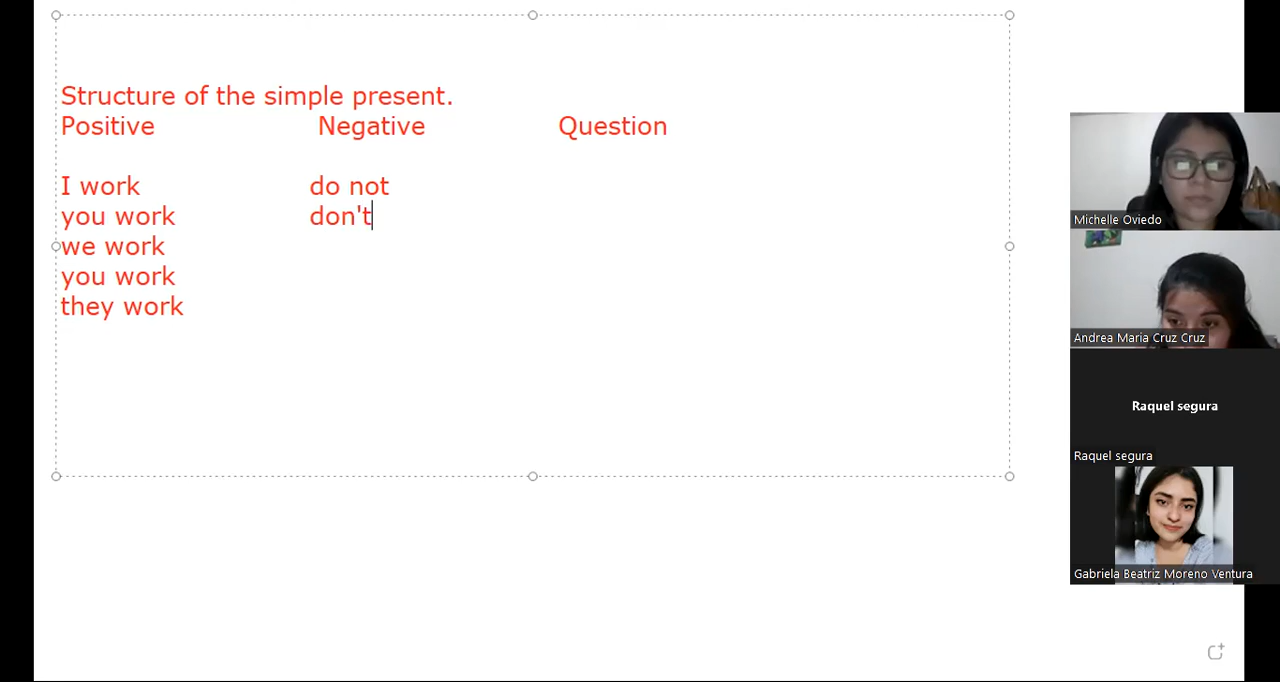 Structure of the simple present.
Positive Negative Question
I work do not
you work don't
we work
you work
they work
Michelle Oviedo
Andrea Maria Cruz Cruz
Raquel segura
Raquel segura
Gabriela Beatriz Moreno Ventura